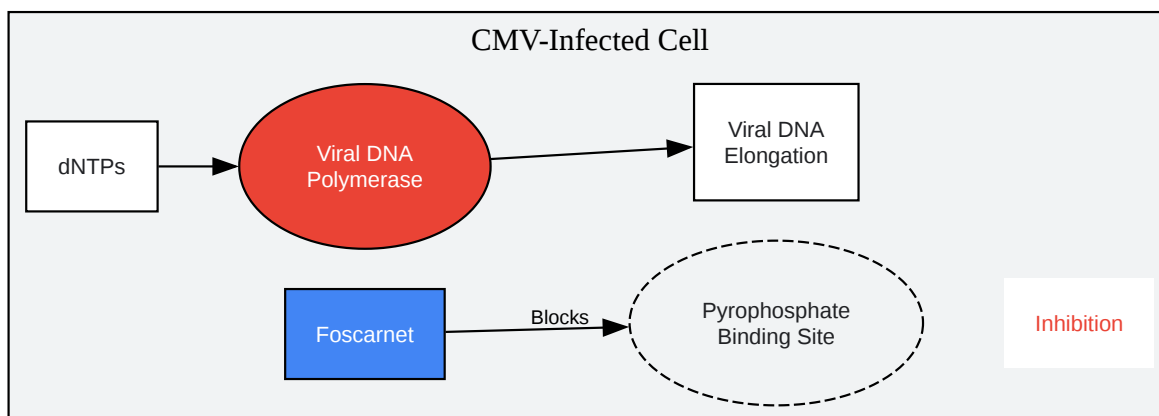 CMV-Infected Cell
dNTPs
Viral DNA
Polymerase
Viral DNA
Elongation
Foscarnet
Blocks
Pyrophosphate
Binding Site
Inhibition